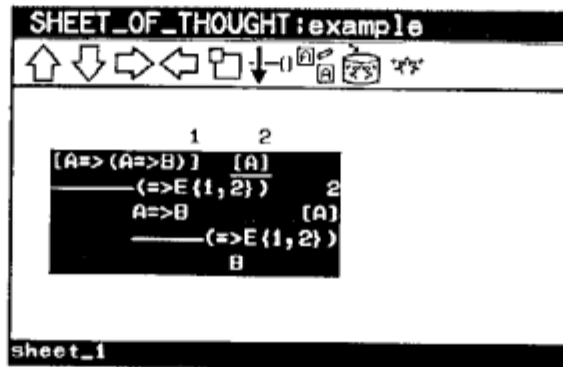 SHEET_OF_THOUGHT:example
-()
A
A
1 2
[A=>(A=>B)] [A]
(=>E{1,2}) 2
A=>B [A]
(=>E{1,2})
B
sheet_1